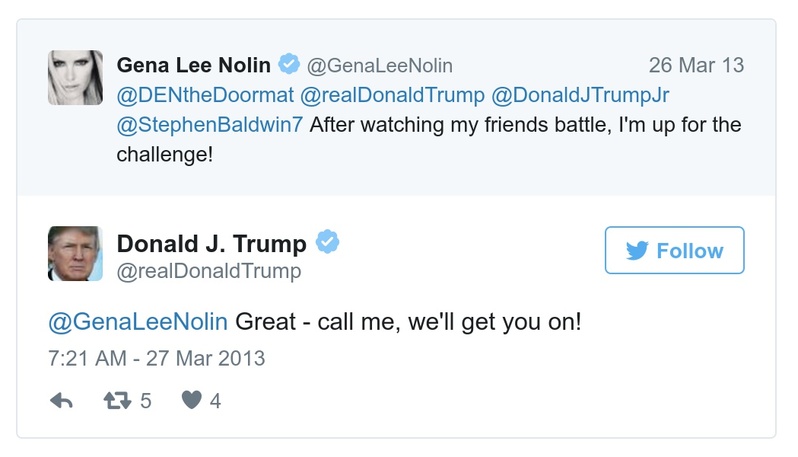 Gena Lee Nolin @GenaLeeNolin 26 Mar 13
@DENtheDoormat @realDonaldTrump @DonaldJTrumpJr
@StephenBaldwin7 After watching my friends battle, I'm up for the
challenge!
Donald J. Trump
@realDonaldTrump
Follow
@GenaLeeNolin Great - call me, we'll get you on!
7:21 AM - 27 Mar 2013
5 4